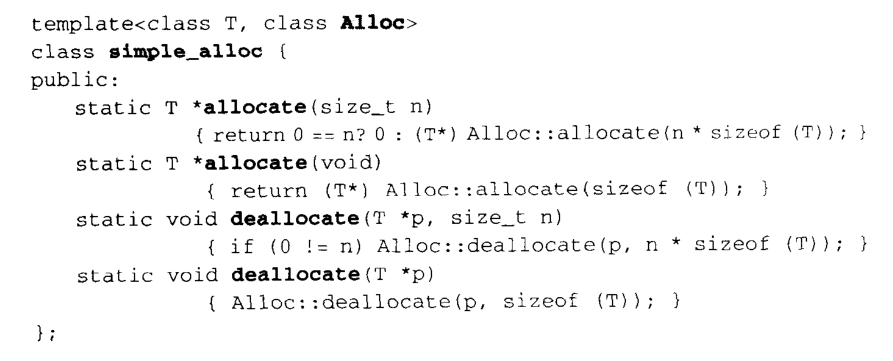 template<class T, class Alloc>
class simple_alloc {
public:
    static T *allocate(size_t n)
                { return 0 == n? 0 : (T*) Alloc::allocate(n * sizeof (T)); }
    static T *allocate(void)
                { return (T*) Alloc::allocate(sizeof (T)); }
    static void deallocate(T *p, size_t n)
                { if (0 != n) Alloc::deallocate(p, n * sizeof (T)); }
    static void deallocate(T *p)
                { Alloc::deallocate(p, sizeof (T)); }
};